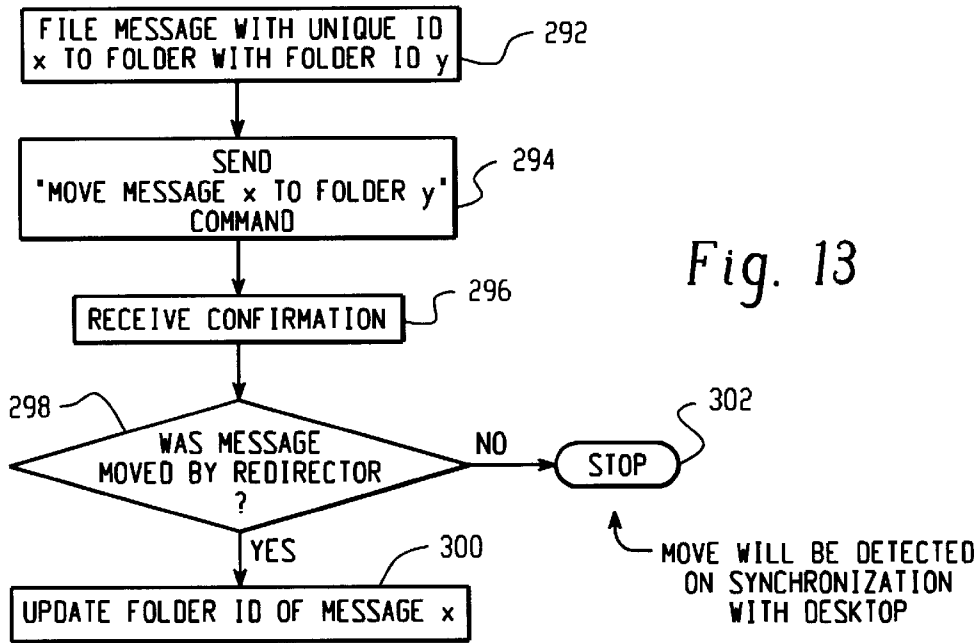 FILE MESSAGE WITH UNIQUE ID
x TO FOLDER WITH FOLDER ID y
292
SEND
"MOVE MESSAGE x TO FOLDER y"
COMMAND
294
Fig. 13
RECEIVE CONFIRMATION
296
298
WAS MESSAGE
MOVED BY REDIRECTOR
?
NO
STOP
302
YES
MOVE WILL BE DETECTED
ON SYNCHRONIZATION
WITH DESKTOP
UPDATE FOLDER ID OF MESSAGE x
300